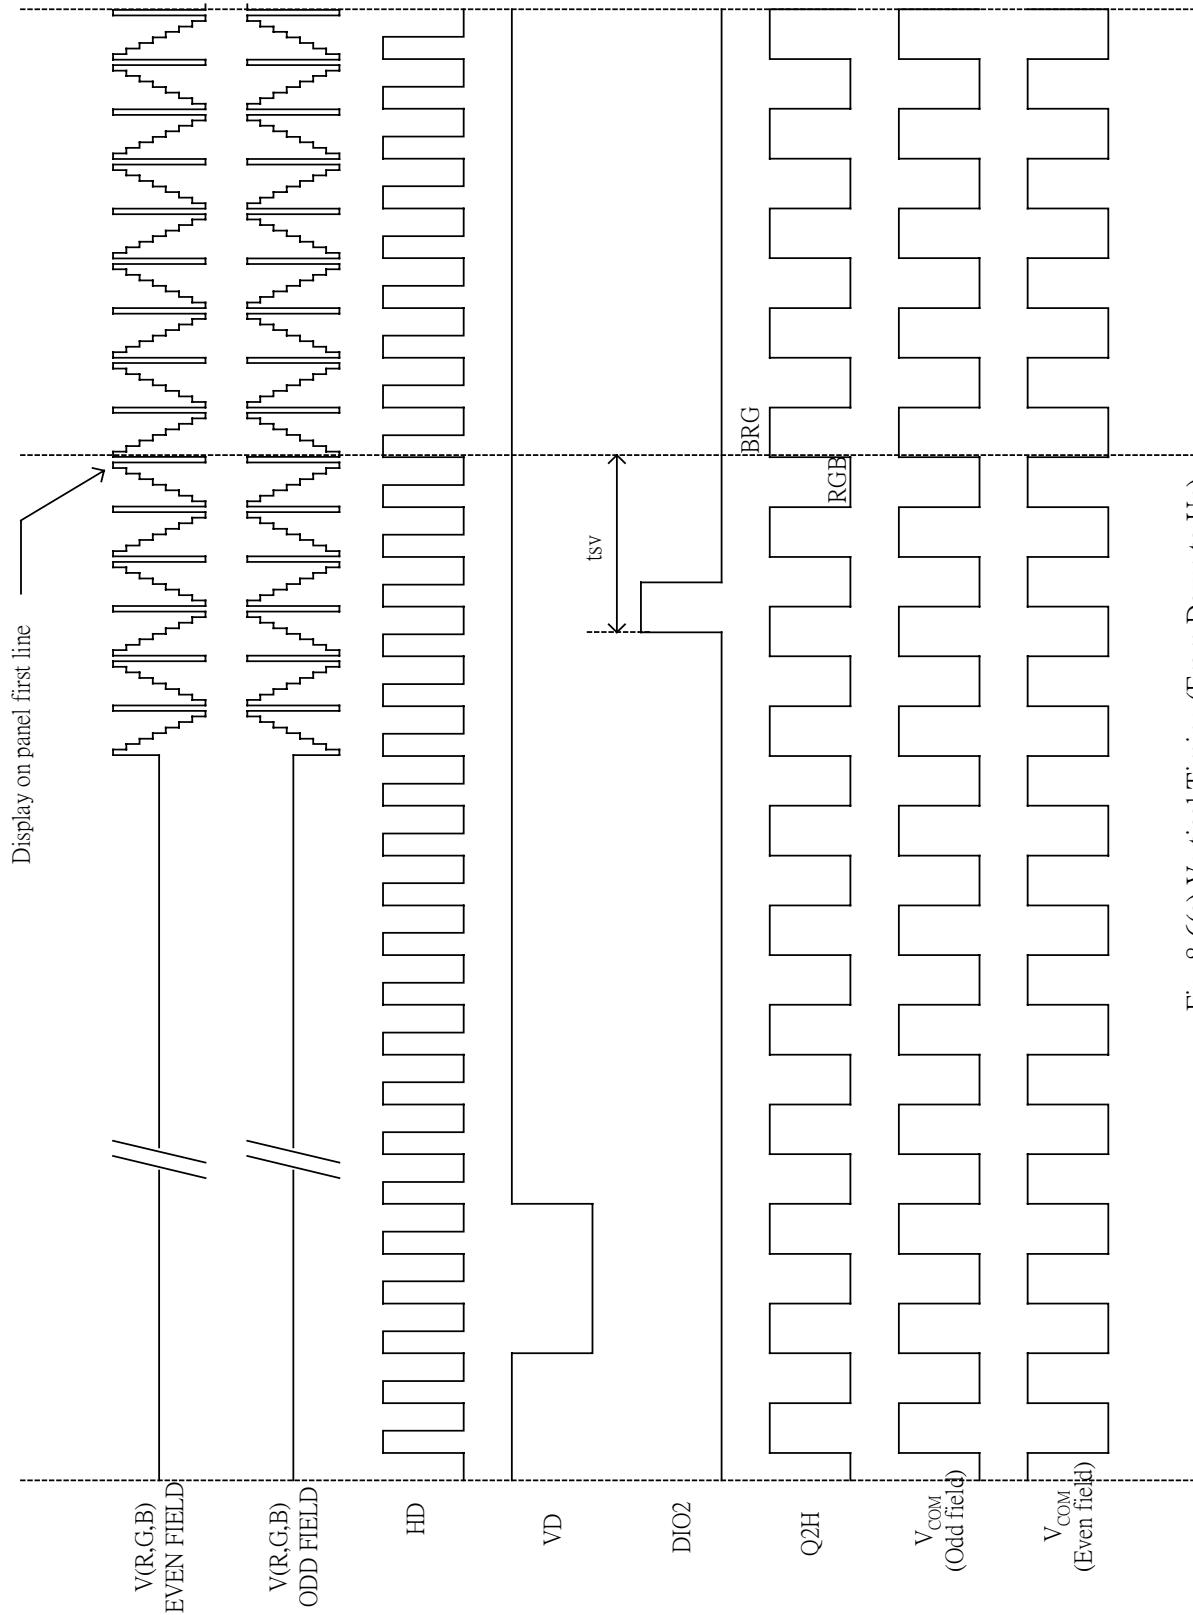 Display on panel first line
V(R,G,B)
EVEN FIELD
V(R,G,B)
ODD FIELD
HD
VD
tsv
DIO2
BRG
RGB
Q2H
VCOM
(Odd field)
VCOM
(Even field)